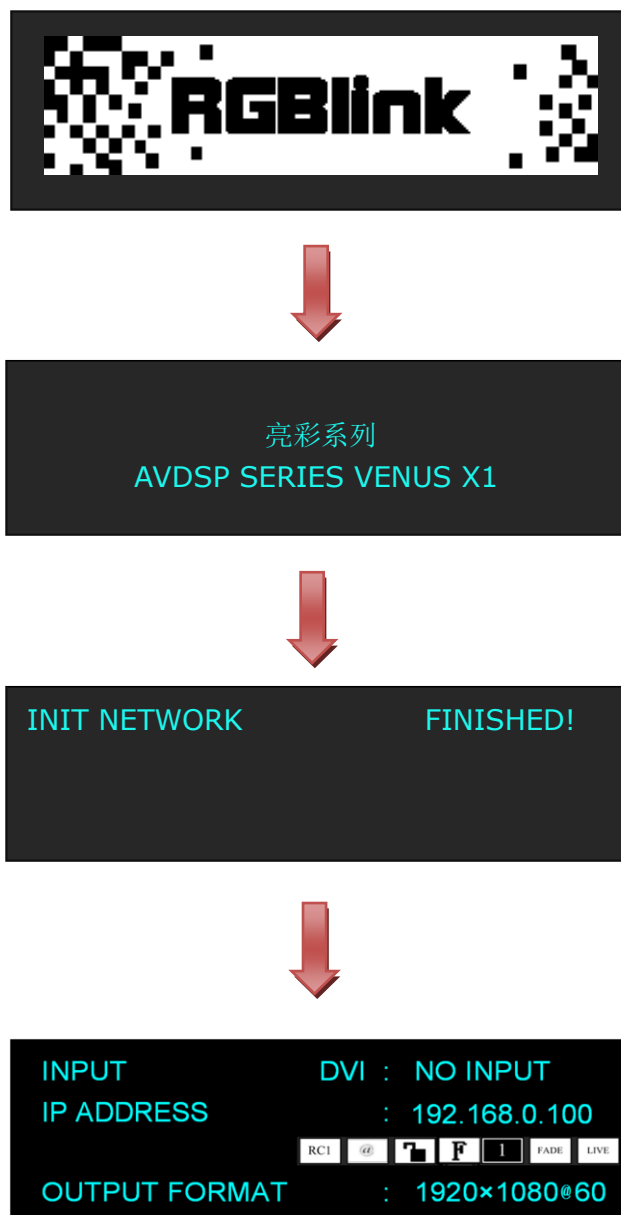 RGBlink
亮彩系列
AVDSP SERIES VENUS X1
INIT NETWORK FINISHED!
INPUT DVI : NO INPUT
IP ADDRESS : 192.168.0.100
RC1 @ F 1 FADE LIVE
OUTPUT FORMAT : 1920×1080@60